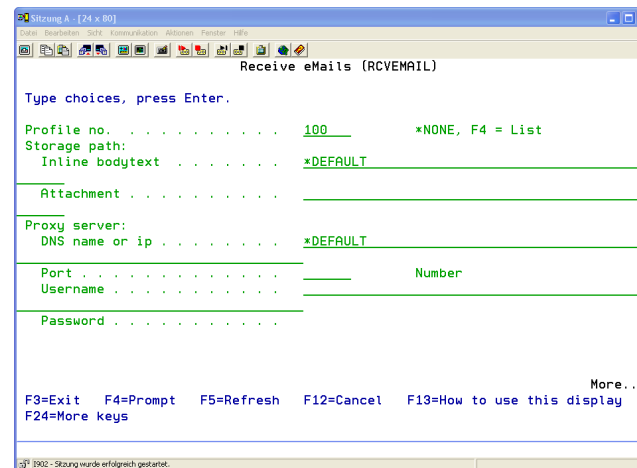 Sitzung A - [24 x 80]
Datei Bearbeiten Sicht Kommunikation Aktionen Fenster Hilfe
Receive eMails (RCVEMAIL)
Type choices, press Enter.
Profile no. . . . . . . . . . . 100 *NONE, F4 = List
Storage path:
Inline bodytext . . . . . . . *DEFAULT
Attachment . . . . . . . . . .
Proxy server:
DNS name or ip . . . . . . . . *DEFAULT
Port . . . . . . . . . . . . . Number
Username . . . . . . . . . . .
Password . . . . . . . . . . .
More..
F3=Exit F4=Prompt F5=Refresh F12=Cancel F13=How to use this display
F24=More keys
I902 - Sitzung wurde erfolgreich gestartet.